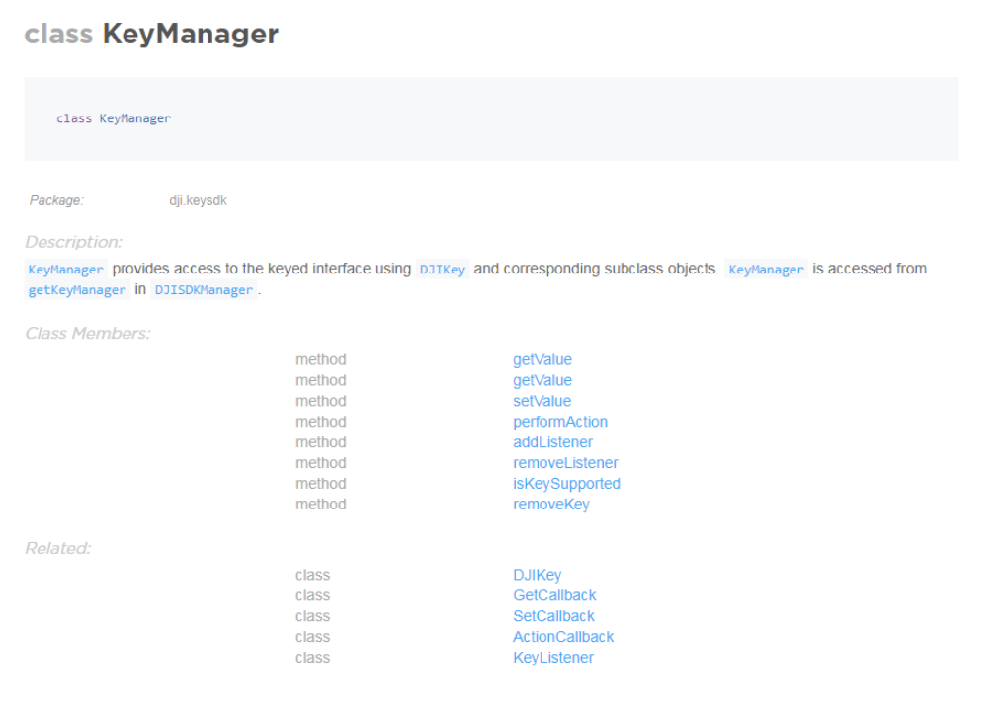 class KeyManager
class KeyManager
Package: dji.keysdk
Description:
KeyManager provides access to the keyed interface using DJIKey and corresponding subclass objects. KeyManager is accessed from
getKeyManager in DJISDKManager .
Class Members:
method getValue
method getValue
method setValue
method performAction
method addListener
method removeListener
method isKeySupported
method removeKey
Related:
class DJIKey
class GetCallback
class SetCallback
class ActionCallback
class KeyListener